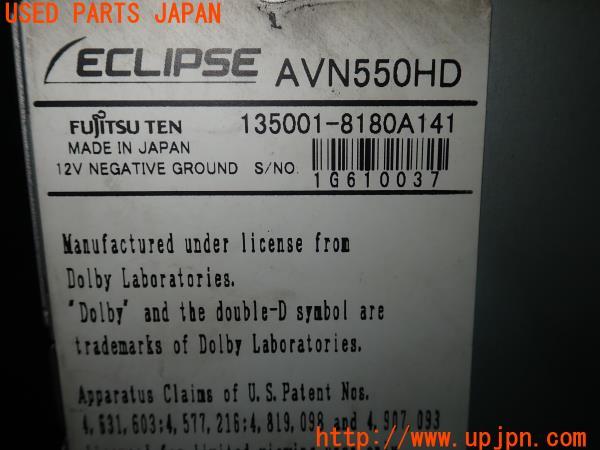 USED PARTS JAPAN
ECLIPSE AVN550HD
FUJITSU TEN 135001-8180A141
MADE IN JAPAN
12V NEGATIVE GROUND S/NO.
1G610037
Manufactured under license from
Dolby Laboratories.
"Dolby" and the double-D symbol are
trademarks of Dolby Laboratories.
Apparatus Claims of U.S. Patent Nos.
4,631,603;4,577,216;4,819,098 and 4,907,093
http://www.upjpn.com